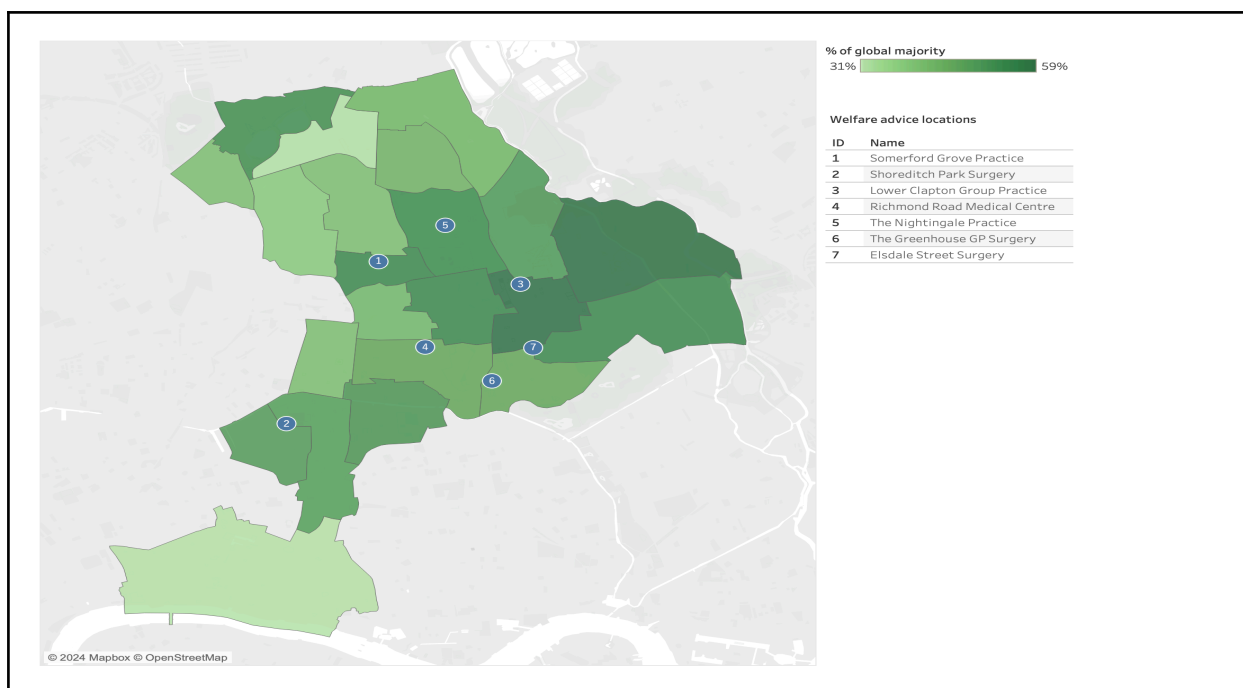 % of global majority
31% 59%
Welfare advice locations
ID Name
1 Somerford Grove Practice
2 Shoreditch Park Surgery
3 Lower Clapton Group Practice
4 Richmond Road Medical Centre
5 The Nightingale Practice
6 The Greenhouse GP Surgery
7 Elsdale Street Surgery
5
1
3
4
7
6
2
© 2024 Mapbox © OpenStreetMap